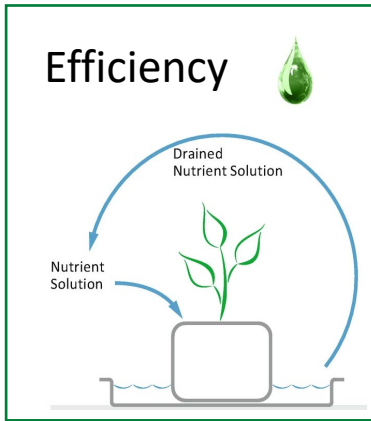 Efficiency
Drained
Nutrient Solution
Nutrient
Solution